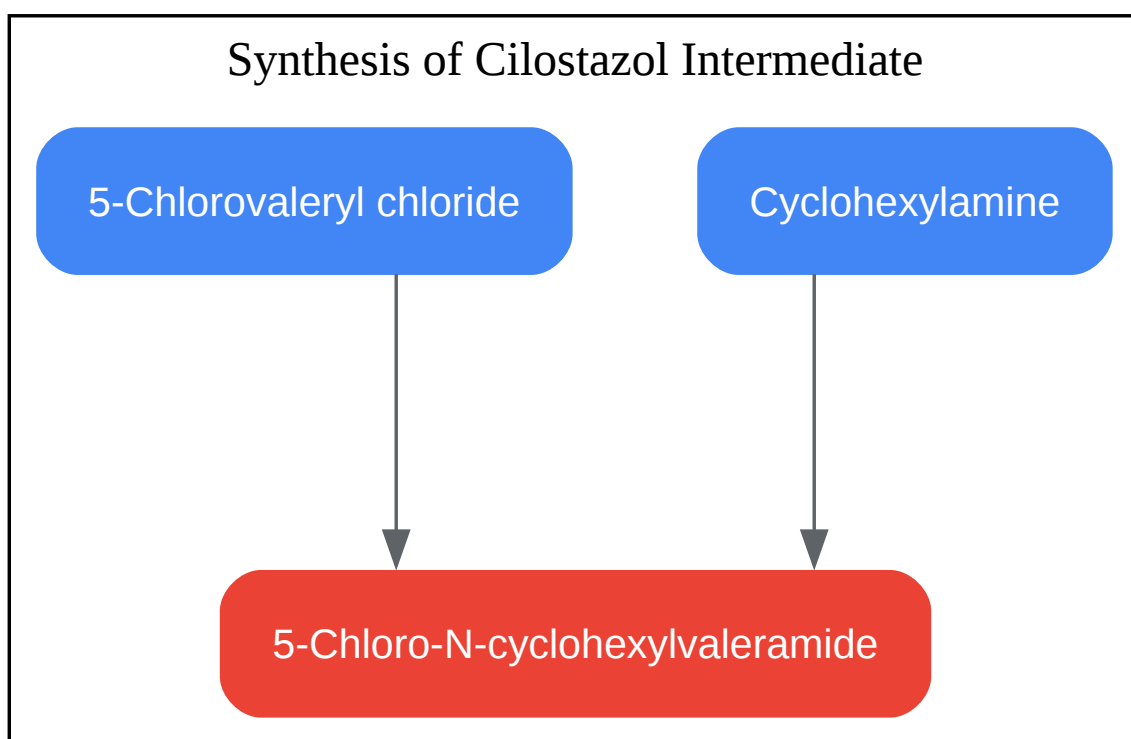 Synthesis of Cilostazol Intermediate
5-Chlorovaleryl chloride
Cyclohexylamine
5-Chloro-N-cyclohexylvaleramide